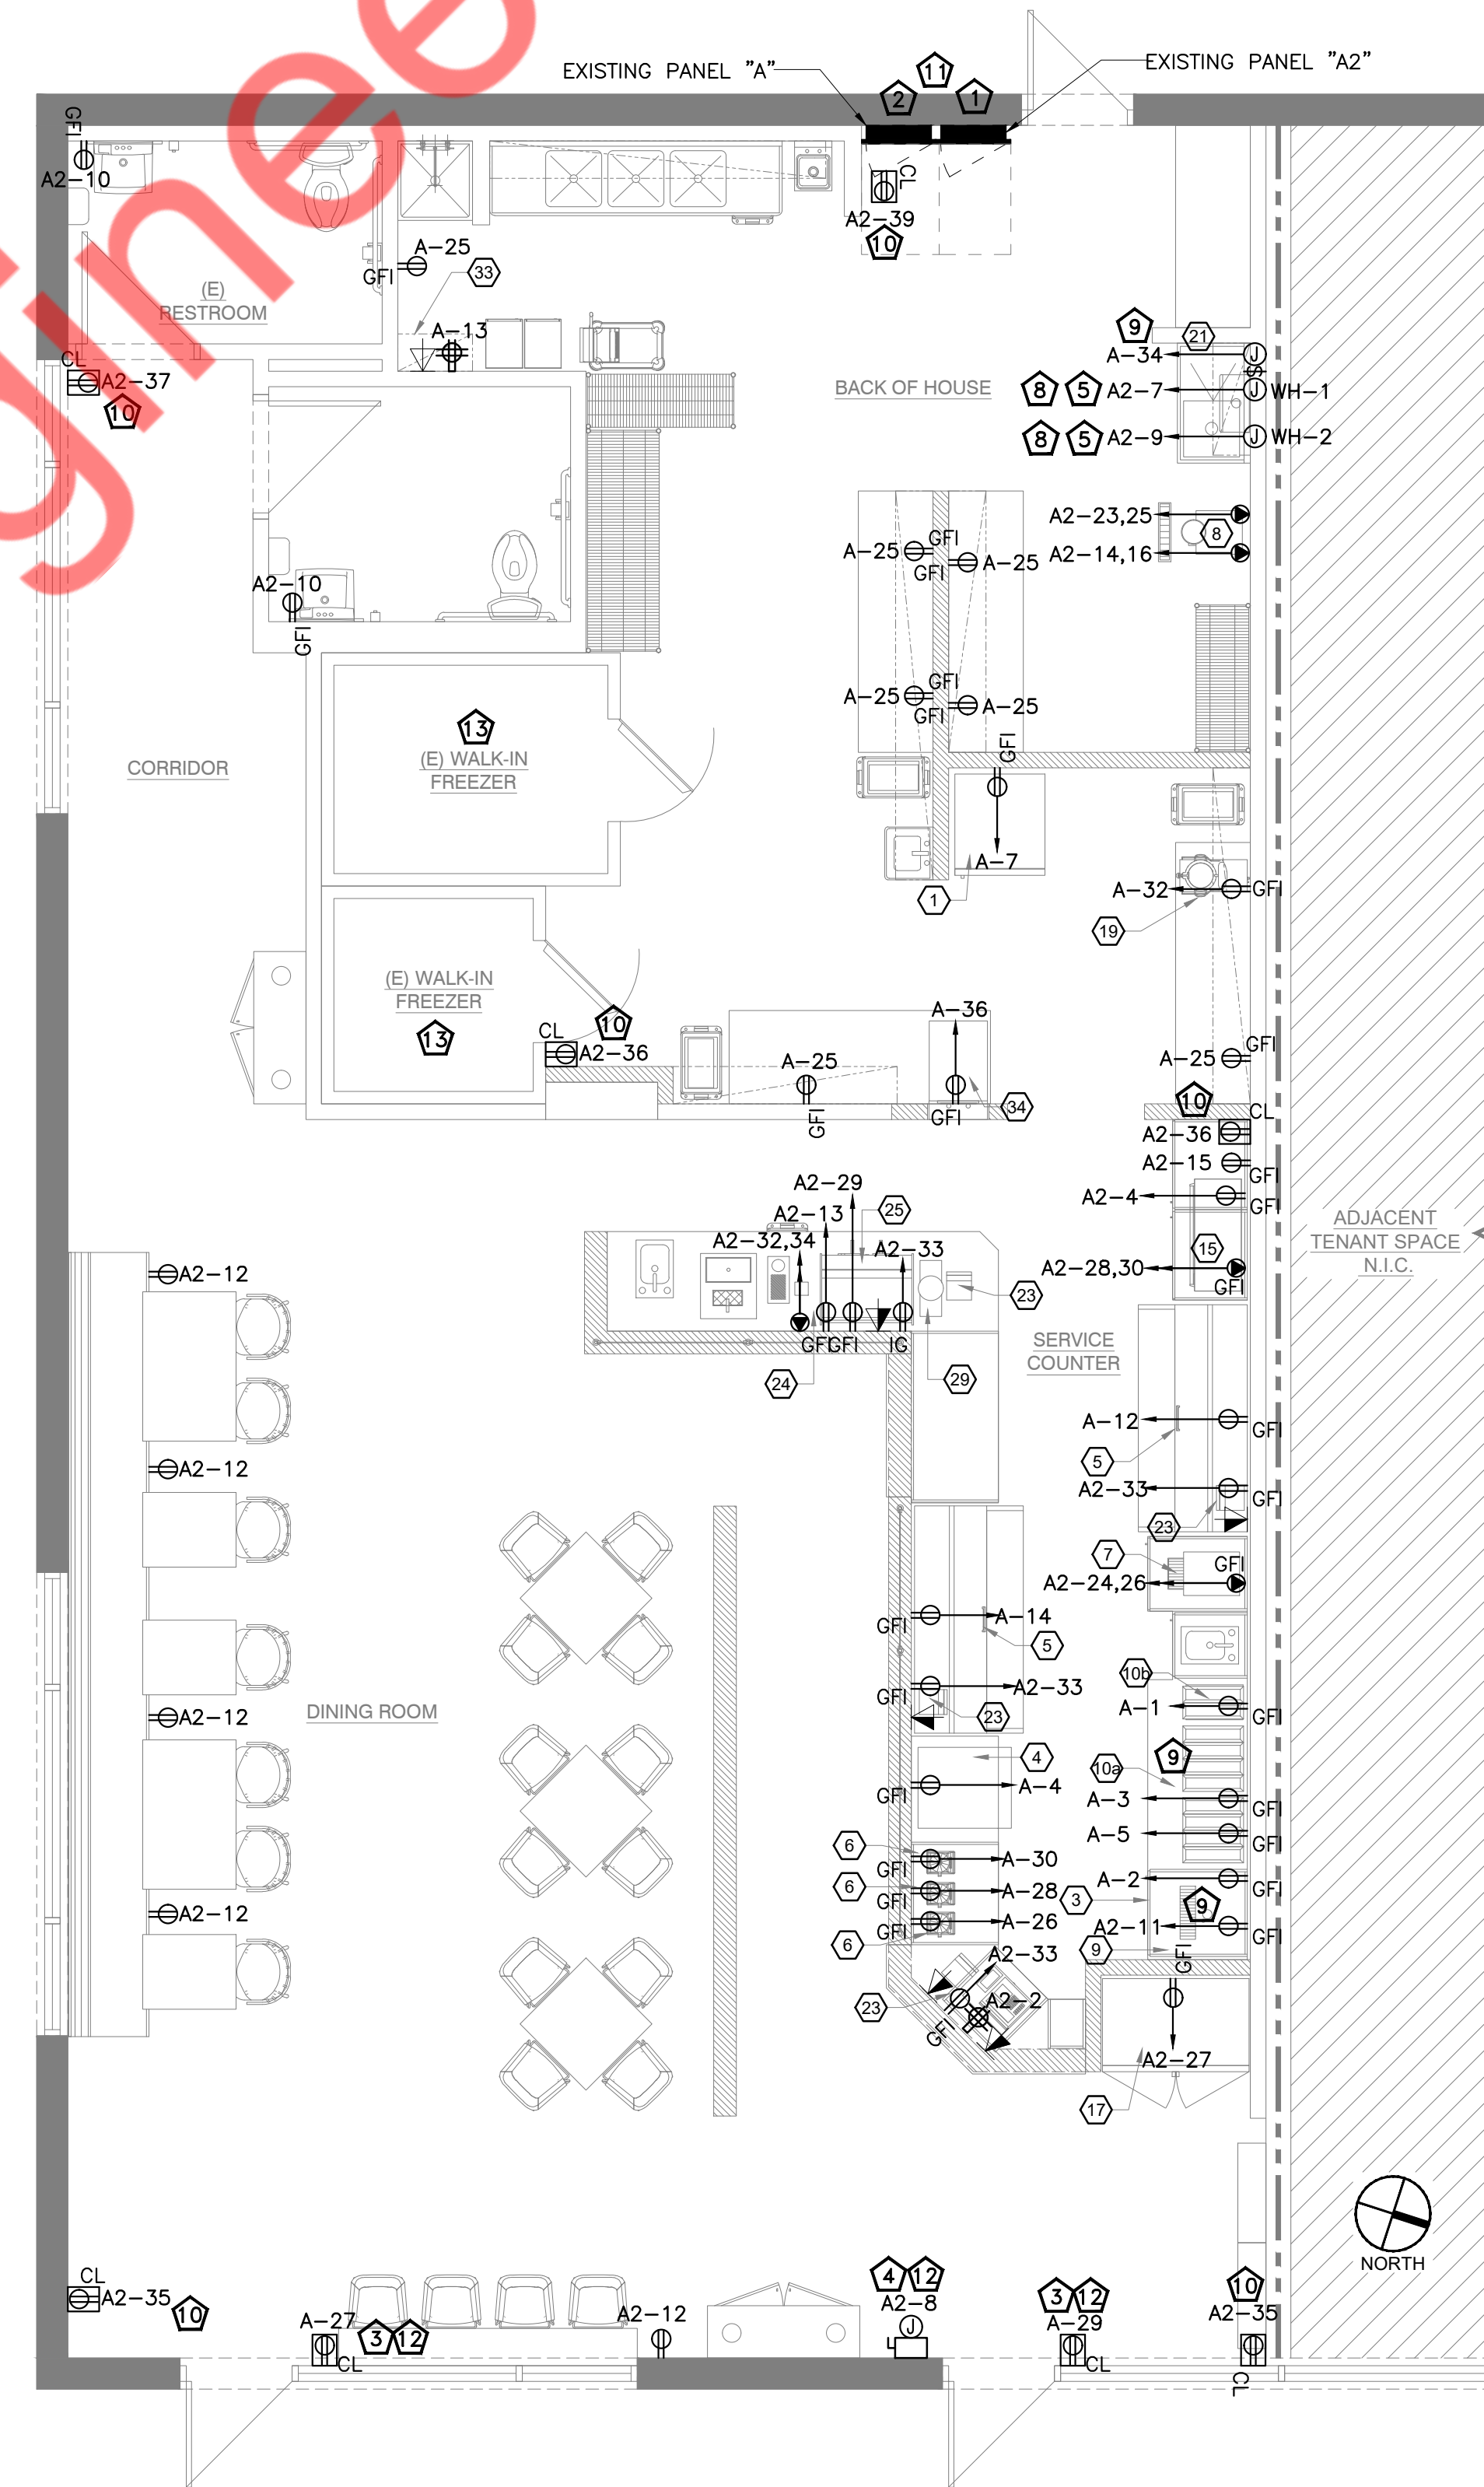 ginee
EXISTING PANEL "A"
EXISTING PANEL "A2"
11
2
1
GFI
A2-10
CL
A2-39
10
A-25
GFI
33
(E)
RESTROOM
A-13
CL
A2-37
10
BACK OF HOUSE
9
21
A-34
S
J
8
5
A2-7
J
WH-1
8
5
A2-9
J
WH-2
A2-23,25
8
A2-14,16
A-25
GFI
GFI
A-25
A2-10
GFI
A-25
GFI
GFI
A-25
13
(E) WALK-IN
FREEZER
CORRIDOR
GFI
A-7
1
A-32
GFI
19
(E) WALK-IN
FREEZER
13
CL
10
A2-36
A-25
GFI
A-36
GFI
34
A-25
GFI
10
CL
A2-36
A2-15
GFI
A2-4
GFI
15
A2-28,30
GFI
ADJACENT
TENANT SPACE
N.I.C.
A2-29
A2-13
25
A2-32,34
A2-33
23
GFI
GFI
IG
24
29
SERVICE
COUNTER
A2-12
A-12
GFI
5
A2-12
A2-33
GFI
23
7
GFI
A2-24,26
A-14
GFI
5
10b
A2-33
GFI
23
A-1
GFI
DINING ROOM
A2-12
9
4
10a
A-4
GFI
A-3
GFI
A-5
GFI
6
A-30
GFI
6
A-28
GFI
A-26
GFI
6
A-2
GFI
3
9
A2-12
A2-11
GFI
9
GFI
A2-33
A2-2
23
GFI
A2-27
17
NORTH
CL
A2-35
10
A-27
3
12
CL
A2-12
4
12
A2-8
J
3
12
A-29
CL
10
A2-35
CL